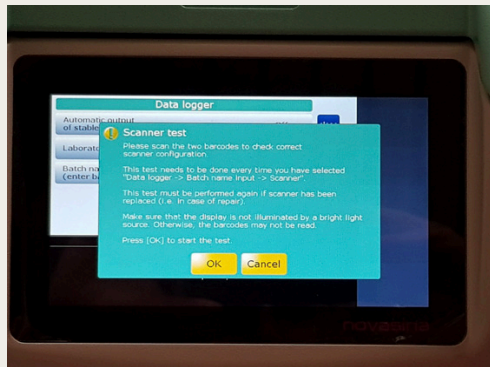 Data logger
Automatic output
of stable
Laborato
Batch na
(enter ba
Scanner test
Please scan the two barcodes to check correct
scanner configuration.
This test needs to be done every time you have selected
"Data logger -> Batch name input -> Scanner".
This test must be performed again if scanner has been
replaced (i.e. in case of repair).
Make sure that the display is not illuminated by a bright light
source. Otherwise, the barcodes may not be read.
Press [OK] to start the test.
OK
Cancel
novasina